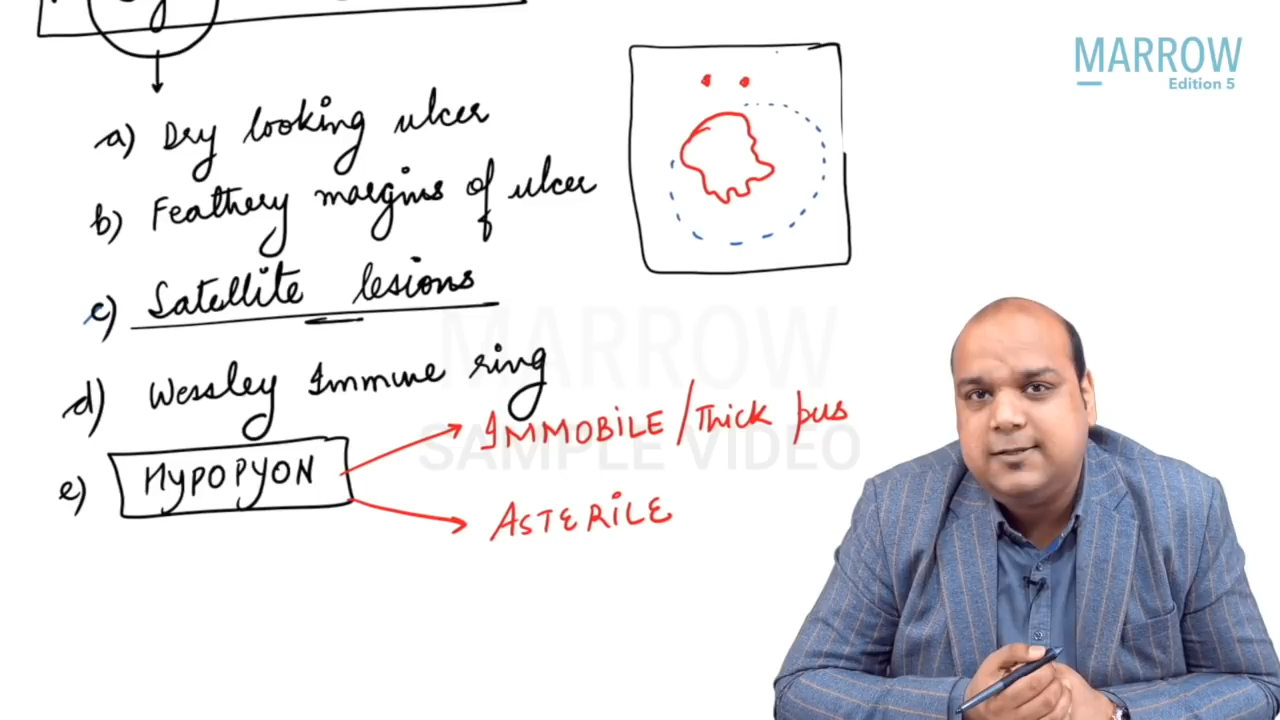 MARROW
Edition 5
a) Dry looking ulcer
b) Feathery margins of ulcer
c) Satellite lesions
d) Wessley Immune ring
e) HYPOPYON
IMMOBILE / Thick pus
ASTERILE
MARROW
SAMPLE VIDEO